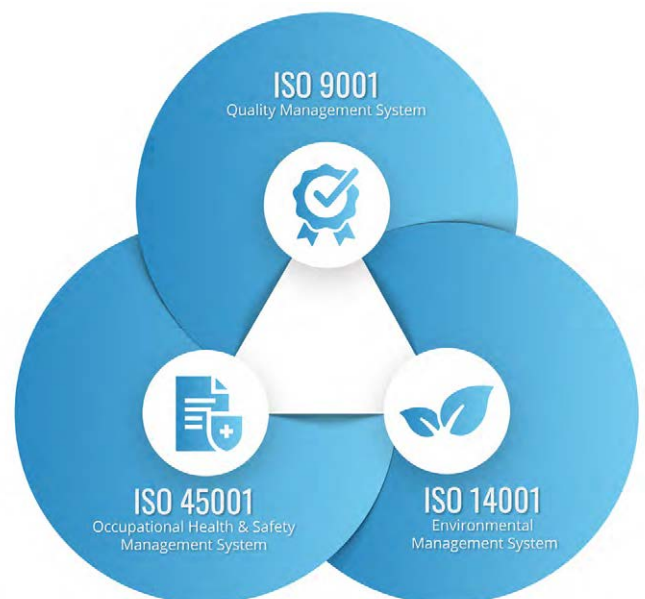 ISO 9001
Quality Management System
ISO 45001
Occupational Health & Safety
Management System
ISO 14001
Environmental
Management System